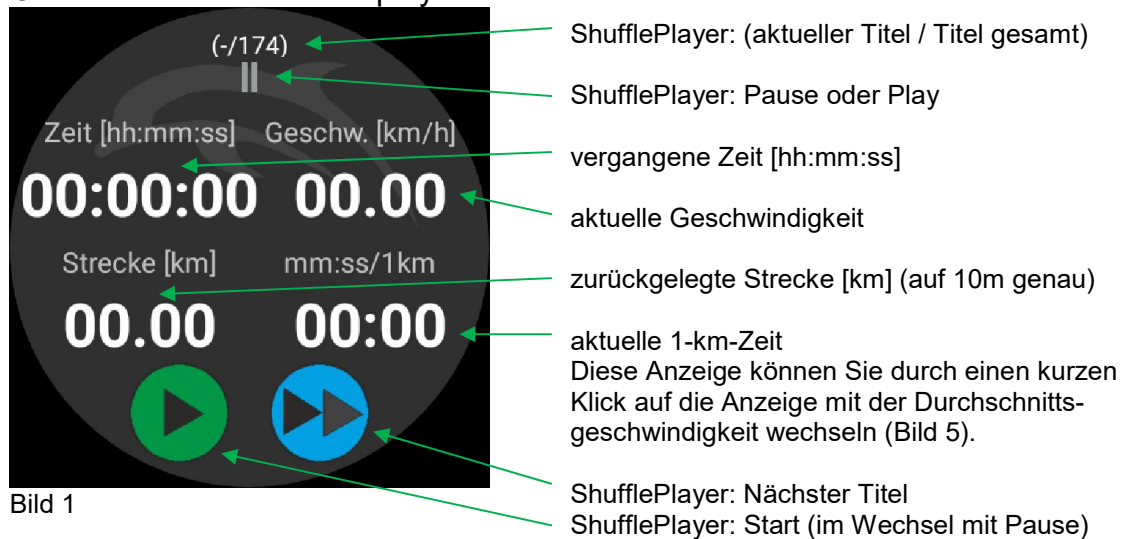 (-/174)
Zeit [hh:mm:ss] Geschw. [km/h]
00:00:00 00.00
Strecke [km] mm:ss/1km
00.00 00:00
Bild 1
ShufflePlayer: (aktueller Titel / Titel gesamt)
ShufflePlayer: Pause oder Play
vergangene Zeit [hh:mm:ss]
aktuelle Geschwindigkeit
zurückgelegte Strecke [km] (auf 10m genau)
aktuelle 1-km-Zeit
Diese Anzeige können Sie durch einen kurzen
Klick auf die Anzeige mit der Durchschnitts-
geschwindigkeit wechseln (Bild 5).
ShufflePlayer: Nächster Titel
ShufflePlayer: Start (im Wechsel mit Pause)